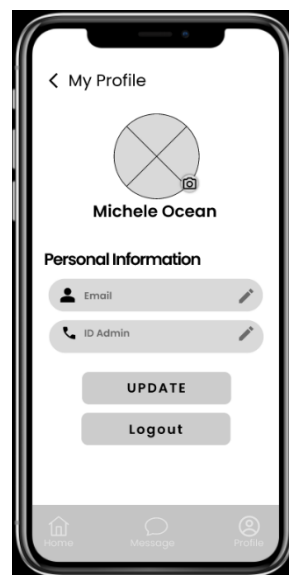 My Profile
Michele Ocean
Personal Information
Email
ID Admin
UPDATE
Logout
Home Message Profile